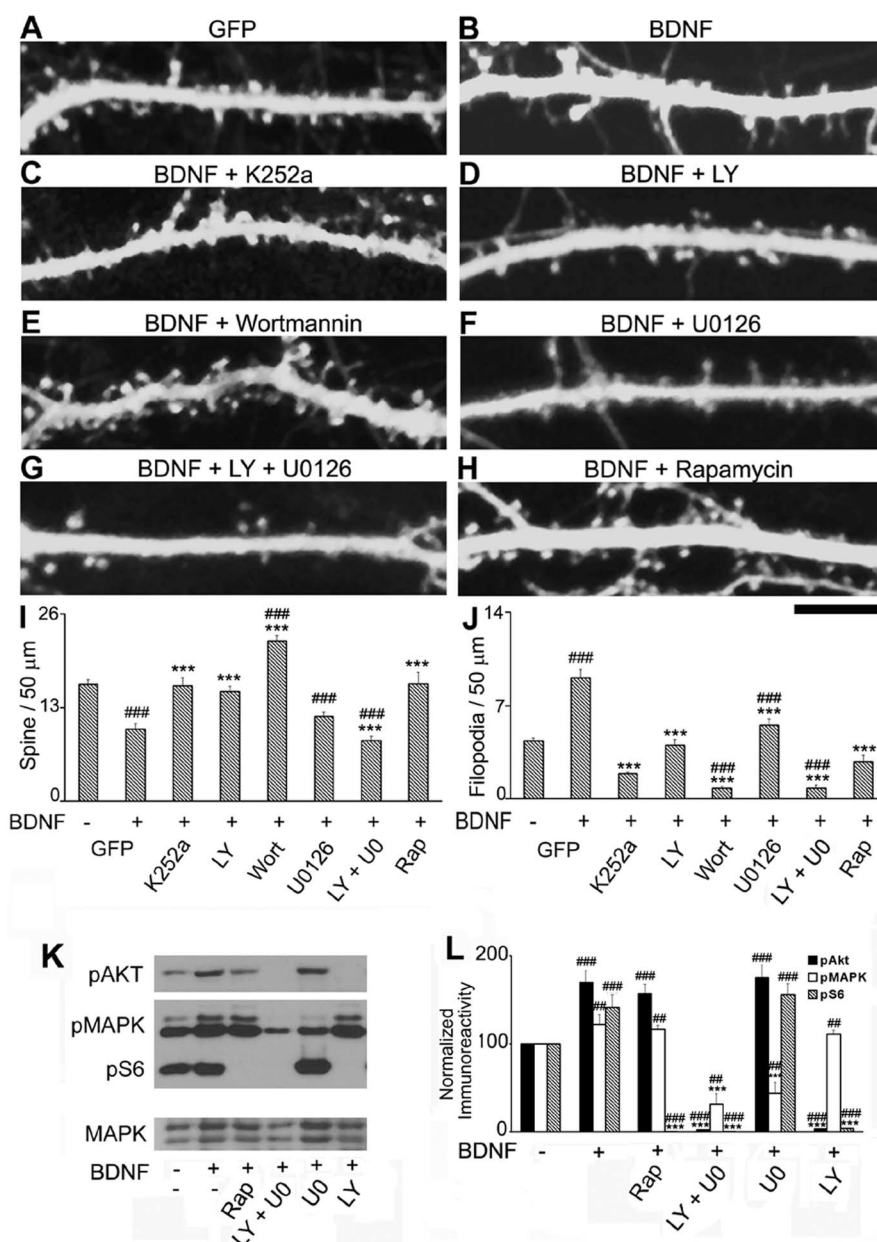 A GFP
B BDNF
C BDNF + K252a
D BDNF + LY
E BDNF + Wortmannin
F BDNF + U0126
G BDNF + LY + U0126
H BDNF + Rapamycin
I
26
13
0
Spine / 50 μm
### *** *** ### *** ### ### *** ***
BDNF - + + + + + + +
GFP K252a LY Wort U0126 LY + U0 Rap
J
14
7
0
Filopodia / 50 μm
### *** *** ### *** ### *** ### *** ***
BDNF - + + + + + + +
GFP K252a LY Wort U0126 LY + U0 Rap
K
pAKT
pMAPK
pS6
MAPK
BDNF - + + + + +
- - Rap LY + U0 U0 LY
L
200
100
0
Normalized
Immunoreactivity
pAkt
pMAPK
pS6
### ## ### ### ## ### *** ### *** ## *** ### *** ### *** ### ### *** ## ### ***
BDNF - + + + + +
Rap LY + U0 U0 LY